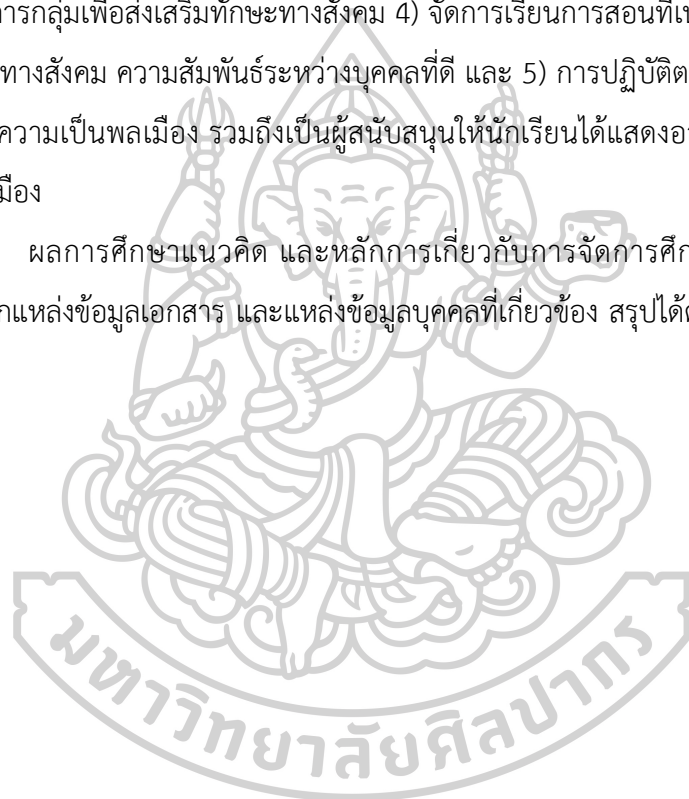 การกลุ่มเพื่อส่งเสริมทักษะทางสังคม 4) จัดการเรียนการสอนที่
ทางสังคม ความสัมพันธ์ระหว่างบุคคลที่ดี และ 5) การปฏิบัติต
ความเป็นพลเมือง รวมถึงเป็นผู้สนับสนุนให้นักเรียนได้แสดงอ
มือง
ผลการศึกษาแนวคิด และหลักการเกี่ยวกับการจัดการศึก
กแหล่งข้อมูลเอกสาร และแหล่งข้อมูลบุคคลที่เกี่ยวข้อง สรุปได้
มหาวิทยาลัยศิลปากร